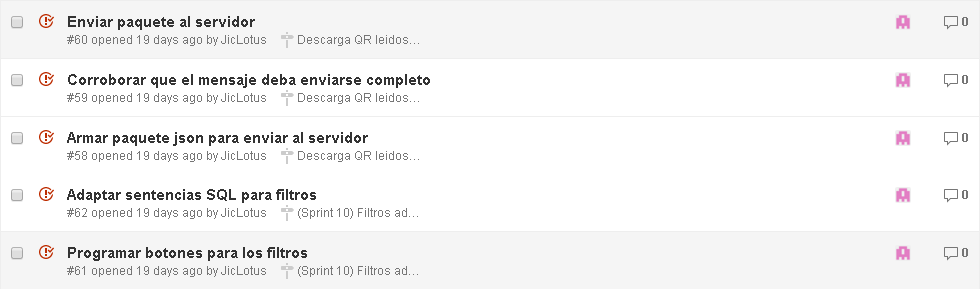 Enviar paquete al servidor
0
#60 opened 19 days ago by JicLotus Descarga QR leidos...
Corroborar que el mensaje deba enviarse completo
0
#59 opened 19 days ago by JicLotus Descarga QR leidos...
Armar paquete json para enviar al servidor
0
#58 opened 19 days ago by JicLotus Descarga QR leidos...
Adaptar sentencias SQL para filtros
0
#62 opened 19 days ago by JicLotus (Sprint 10) Filtros ad...
Programar botones para los filtros
0
#61 opened 19 days ago by JicLotus (Sprint 10) Filtros ad...